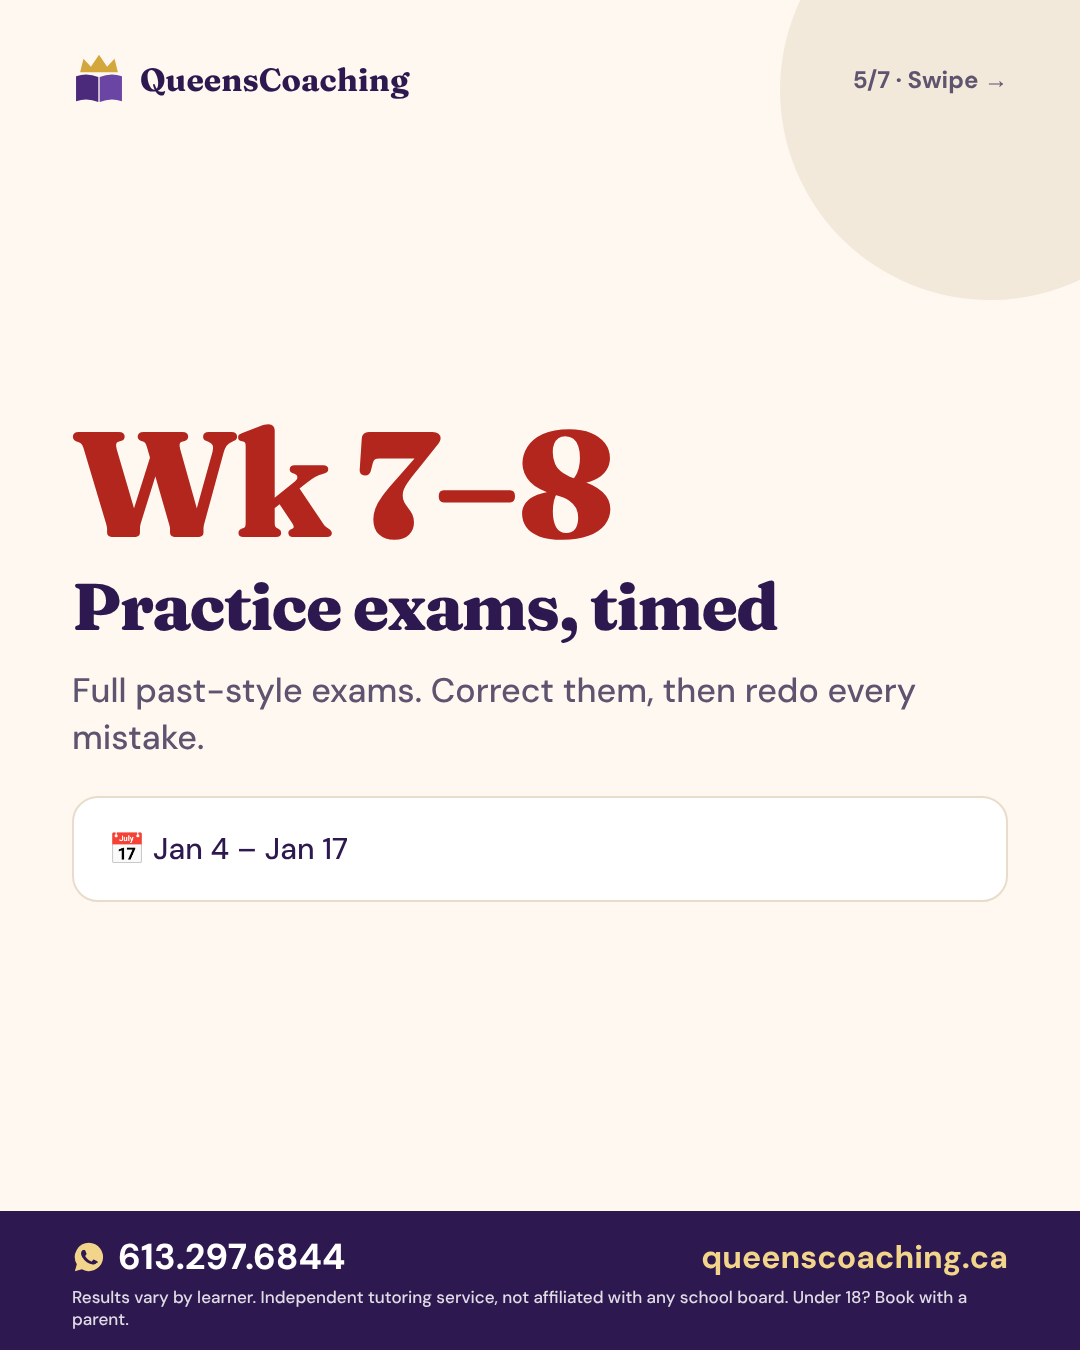 QueensCoaching
5/7 · Swipe →
Wk 7–8
Practice exams, timed
Full past-style exams. Correct them, then redo every
mistake.
📅 Jan 4 – Jan 17
613.297.6844
queenscoaching.ca
Results vary by learner. Independent tutoring service, not affiliated with any school board. Under 18? Book with a
parent.